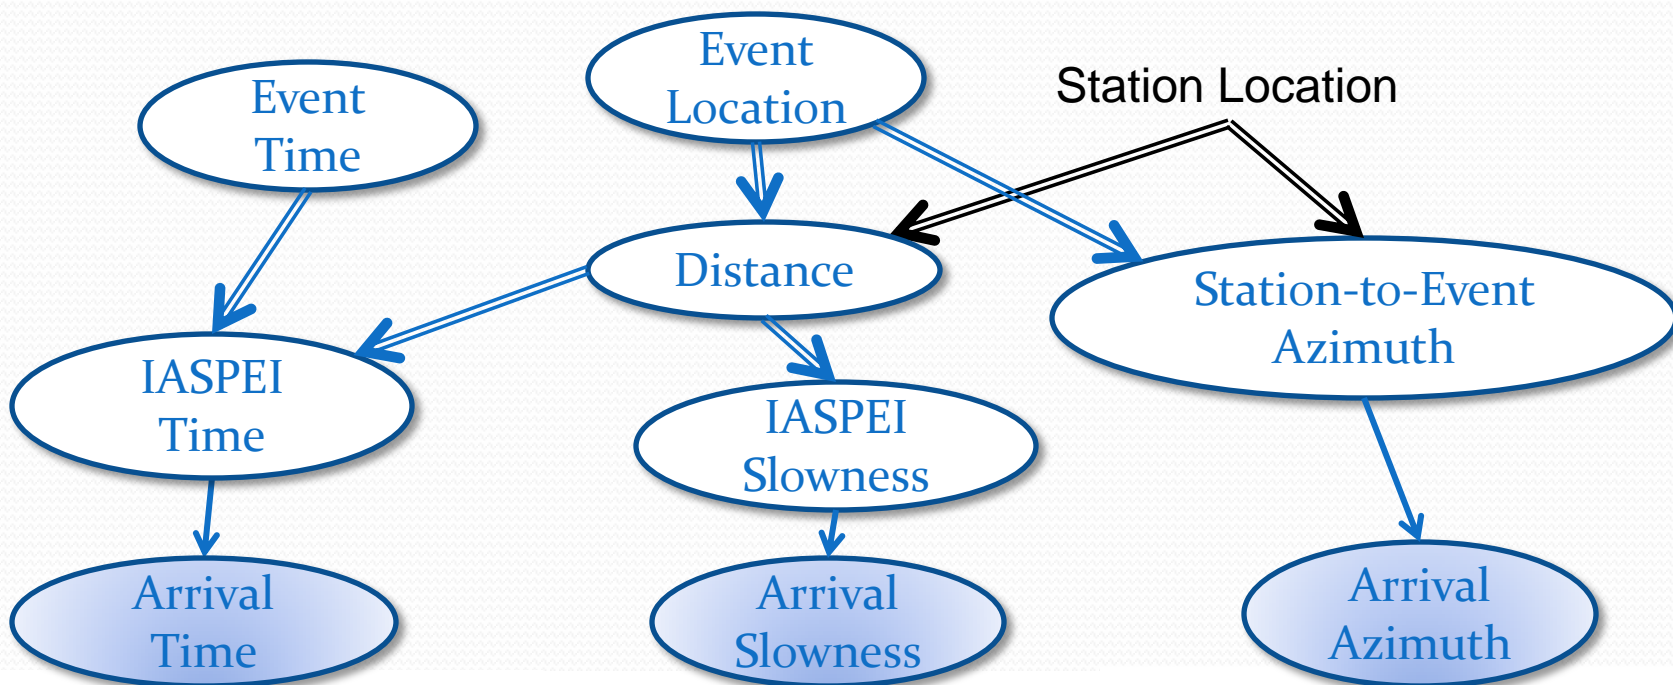 Event
Time
Event
Location
Station Location
Distance
Station-to-Event
Azimuth
IASPEI
Time
IASPEI
Slowness
Arrival
Time
Arrival
Slowness
Arrival
Azimuth